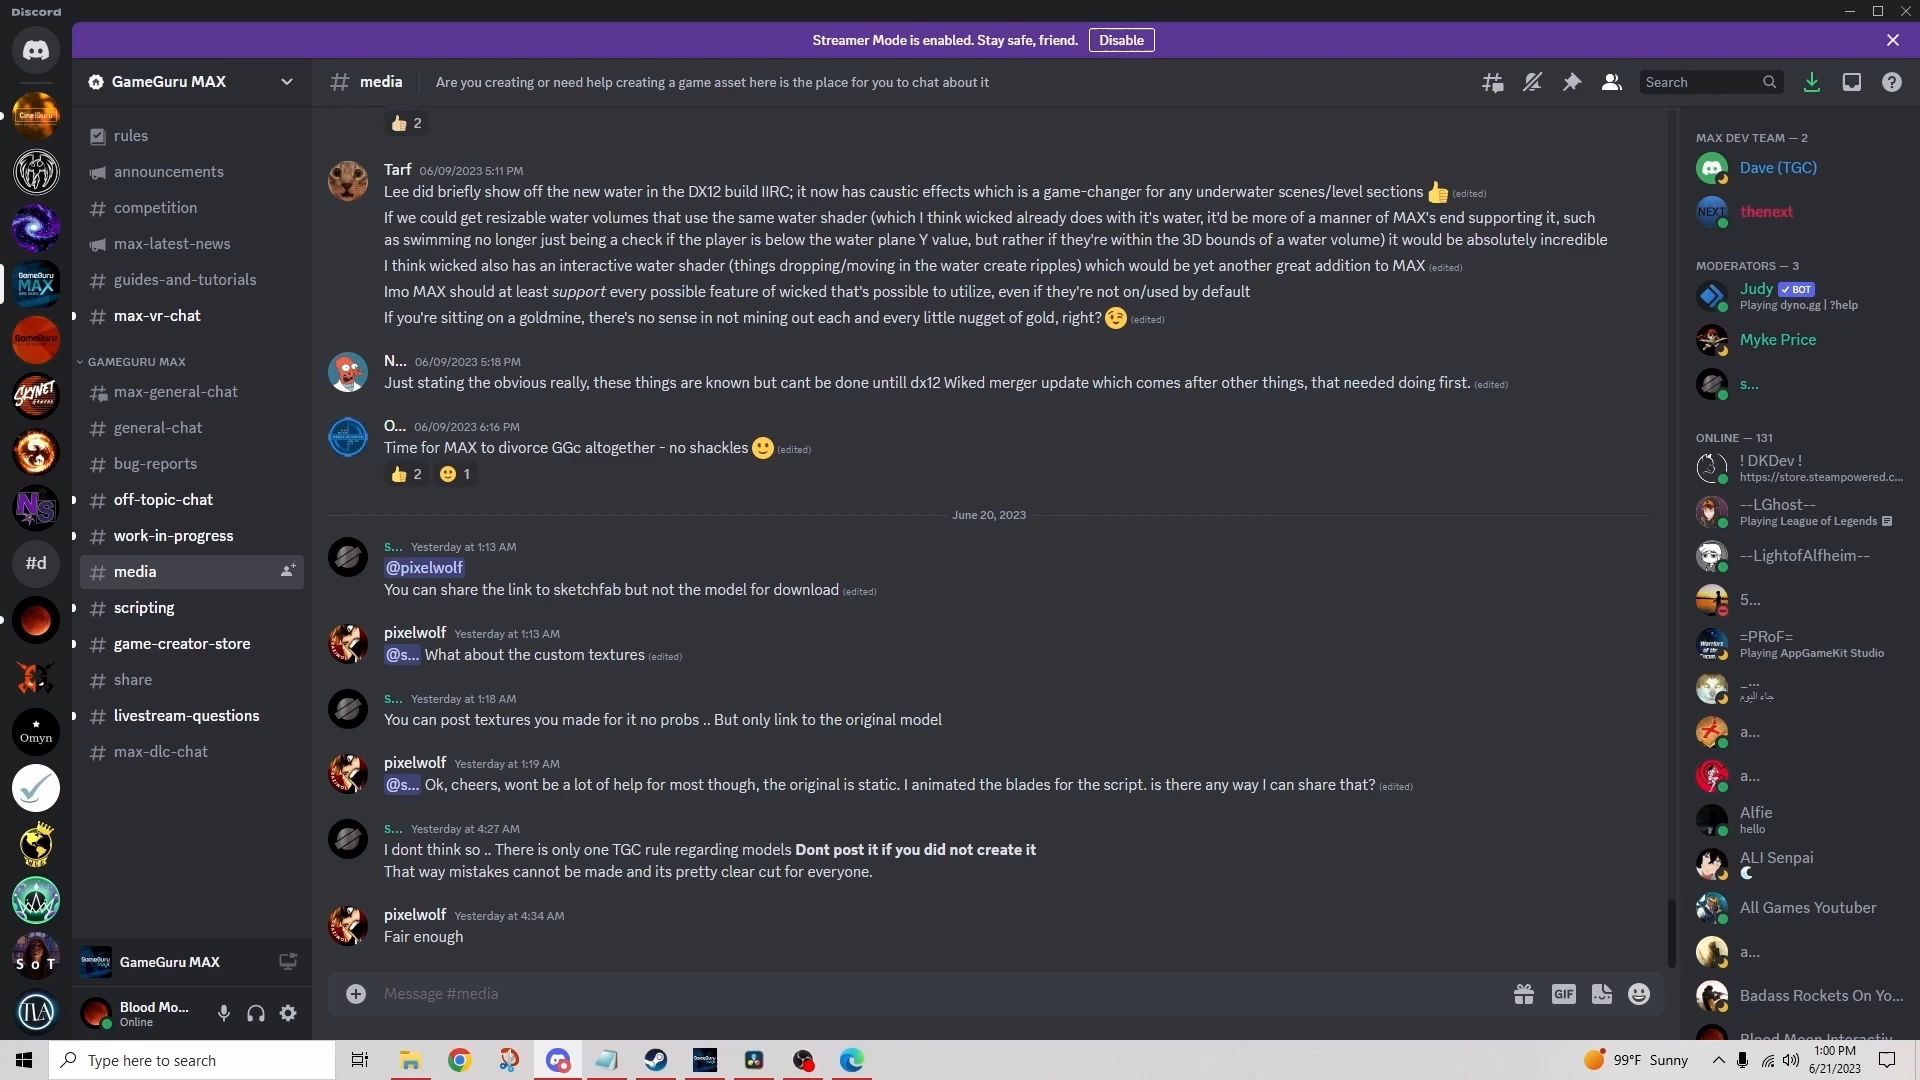 Discord
Streamer Mode is enabled. Stay safe, friend. Disable
GameGuru MAX
media
Are you creating or need help creating a game asset here is the place for you to chat about it
Search
rules
announcements
competition
max-latest-news
guides-and-tutorials
max-vr-chat
GAMEGURU MAX
max-general-chat
general-chat
bug-reports
off-topic-chat
work-in-progress
media
scripting
game-creator-store
share
livestream-questions
max-dlc-chat
GameGuru MAX
Blood Mo...
Online
#d
Omyn
SoT
2
Tarf 06/09/2023 5:11 PM
Lee did briefly show off the new water in the DX12 build IIRC; it now has caustic effects which is a game-changer for any underwater scenes/level sections 👍 (edited)
If we could get resizable water volumes that use the same water shader (which I think wicked already does with it's water, it'd be more of a manner of MAX's end supporting it, such
as swimming no longer just being a check if the player is below the water plane Y value, but rather if they're within the 3D bounds of a water volume) it would be absolutely incredible
I think wicked also has an interactive water shader (things dropping/moving in the water create ripples) which would be yet another great addition to MAX (edited)
Imo MAX should at least support every possible feature of wicked that's possible to utilize, even if they're not on/used by default
If you're sitting on a goldmine, there's no sense in not mining out each and every little nugget of gold, right? 😉 (edited)
N... 06/09/2023 5:18 PM
Just stating the obvious really, these things are known but cant be done untill dx12 Wiked merger update which comes after other things, that needed doing first. (edited)
O... 06/09/2023 6:16 PM
Time for MAX to divorce GGc altogether - no shackles 🙂 (edited)
👍 2 🙂 1
June 20, 2023
s... Yesterday at 1:13 AM
@pixelwolf
You can share the link to sketchfab but not the model for download (edited)
pixelwolf Yesterday at 1:13 AM
@s... What about the custom textures (edited)
s... Yesterday at 1:18 AM
You can post textures you made for it no probs .. But only link to the original model
pixelwolf Yesterday at 1:19 AM
@s... Ok, cheers, wont be a lot of help for most though, the original is static. I animated the blades for the script. is there any way I can share that? (edited)
s... Yesterday at 4:27 AM
I dont think so .. There is only one TGC rule regarding models Dont post it if you did not create it
That way mistakes cannot be made and its pretty clear cut for everyone.
pixelwolf Yesterday at 4:34 AM
Fair enough
Message #media
GIF
MAX DEV TEAM — 2
Dave (TGC)
thenext
MODERATORS — 3
Judy ✓ BOT
Playing dyno.gg | ?help
Myke Price
s...
ONLINE — 131
! DKDev !
https://store.steampowered.c...
--LGhost--
Playing League of Legends
--LightofAlfheim--
5...
=PRoF=
Playing AppGameKit Studio
_...
جاء اليوم
a...
a...
Alfie
hello
ALI Senpai
All Games Youtuber
a...
Badass Rockets On Yo...
Blood Moon Interactiv...
Type here to search
99°F Sunny
1:00 PM
6/21/2023